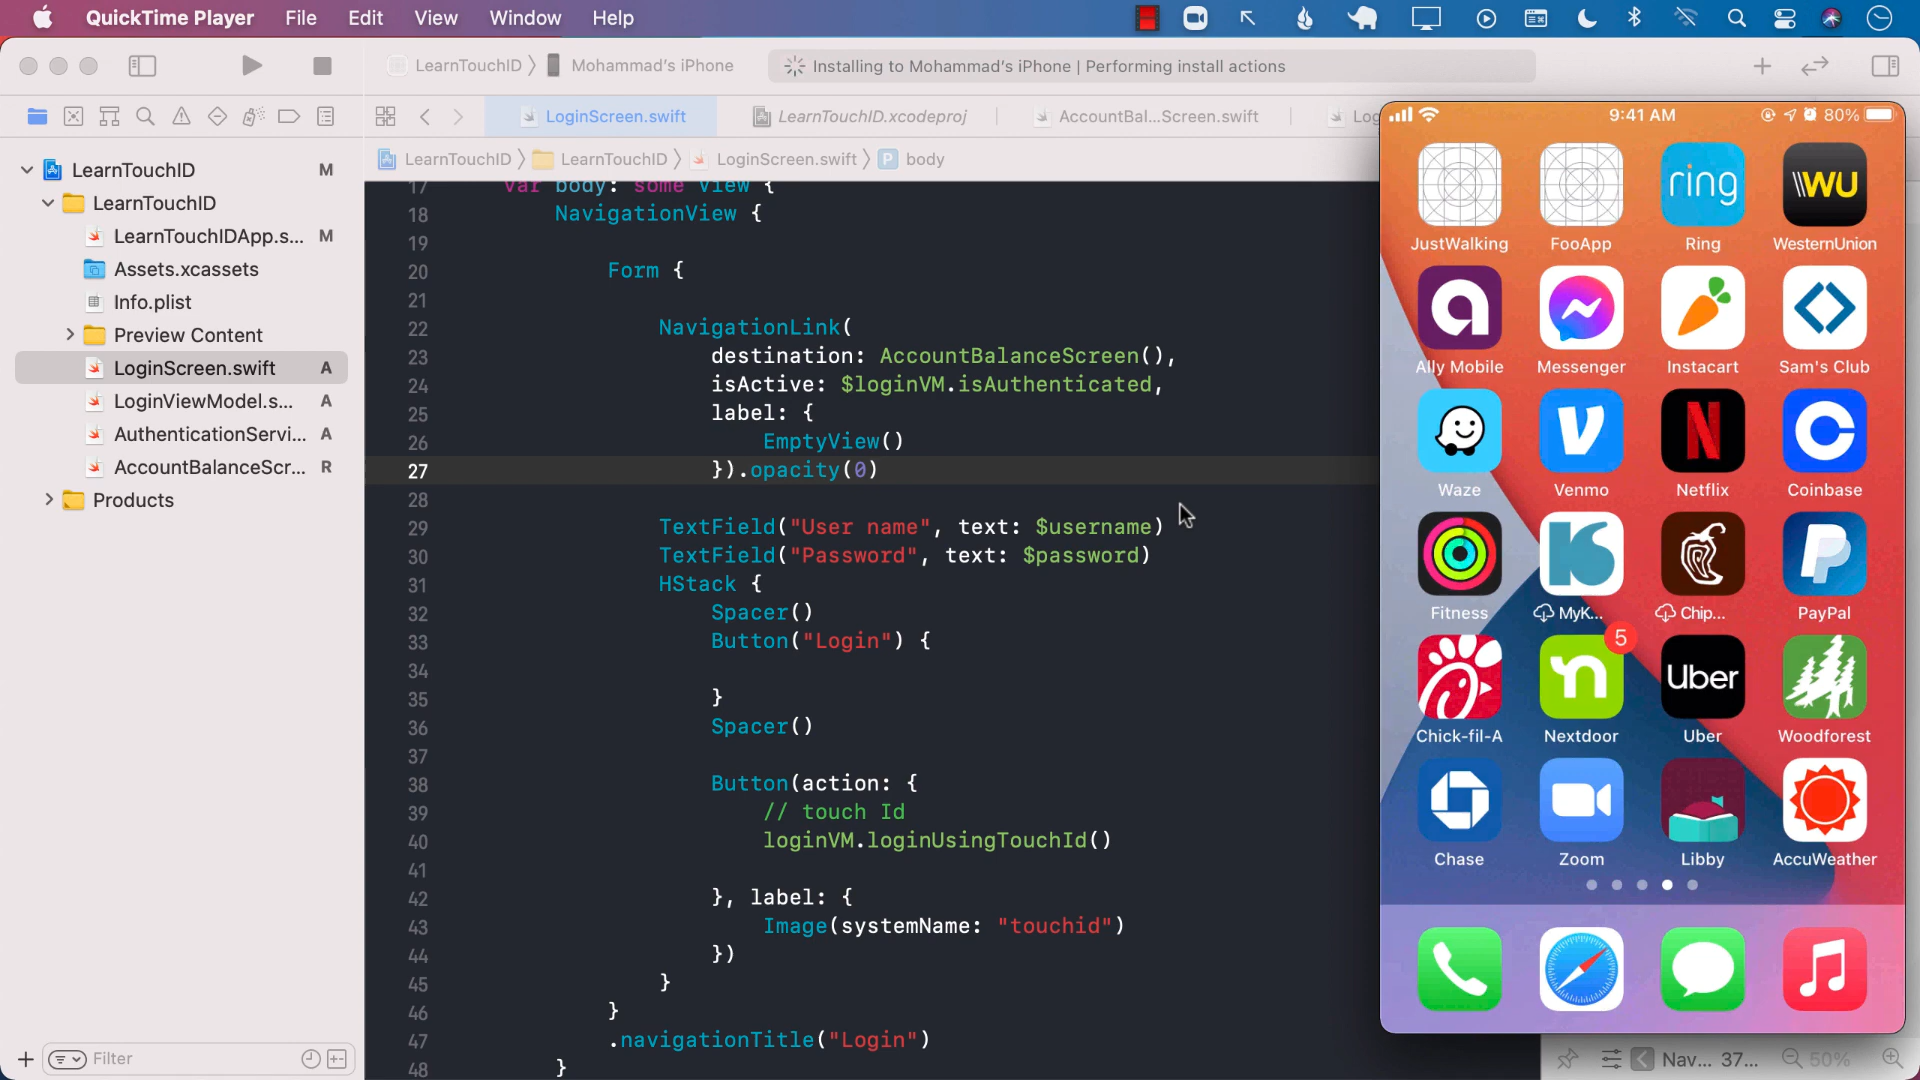 QuickTime Player File Edit View Window Help
LearnTouchID Mohammad's iPhone Installing to Mohammad's iPhone | Performing install actions
LoginScreen.swift LearnTouchID.xcodeproj AccountBal...Screen.swift Log
LearnTouchID LearnTouchID LoginScreen.swift P body
LearnTouchID M
LearnTouchID
LearnTouchIDApp.s... M
Assets.xcassets
Info.plist
Preview Content
LoginScreen.swift A
LoginViewModel.s... A
AuthenticationServi... A
AccountBalanceScr... R
Products
Filter
17 var body: some View {
18 NavigationView {
19
20 Form {
21
22 NavigationLink(
23 destination: AccountBalanceScreen(),
24 isActive: $loginVM.isAuthenticated,
25 label: {
26 EmptyView()
27 }).opacity(0)
28
29 TextField("User name", text: $username)
30 TextField("Password", text: $password)
31 HStack {
32 Spacer()
33 Button("Login") {
34
35 }
36 Spacer()
37
38 Button(action: {
39 // touch Id
40 loginVM.loginUsingTouchId()
41
42 }, label: {
43 Image(systemName: "touchid")
44 })
45 }
46 }
47 .navigationTitle("Login")
48 }
9:41 AM 80%
ring WU
JustWalking FooApp Ring WesternUnion
Ally Mobile Messenger Instacart Sam's Club
Waze Venmo Netflix Coinbase
Fitness MyK... Chip... PayPal
5
Uber
Chick-fil-A Nextdoor Uber Woodforest
Chase Zoom Libby AccuWeather
Nav... 37... 50%